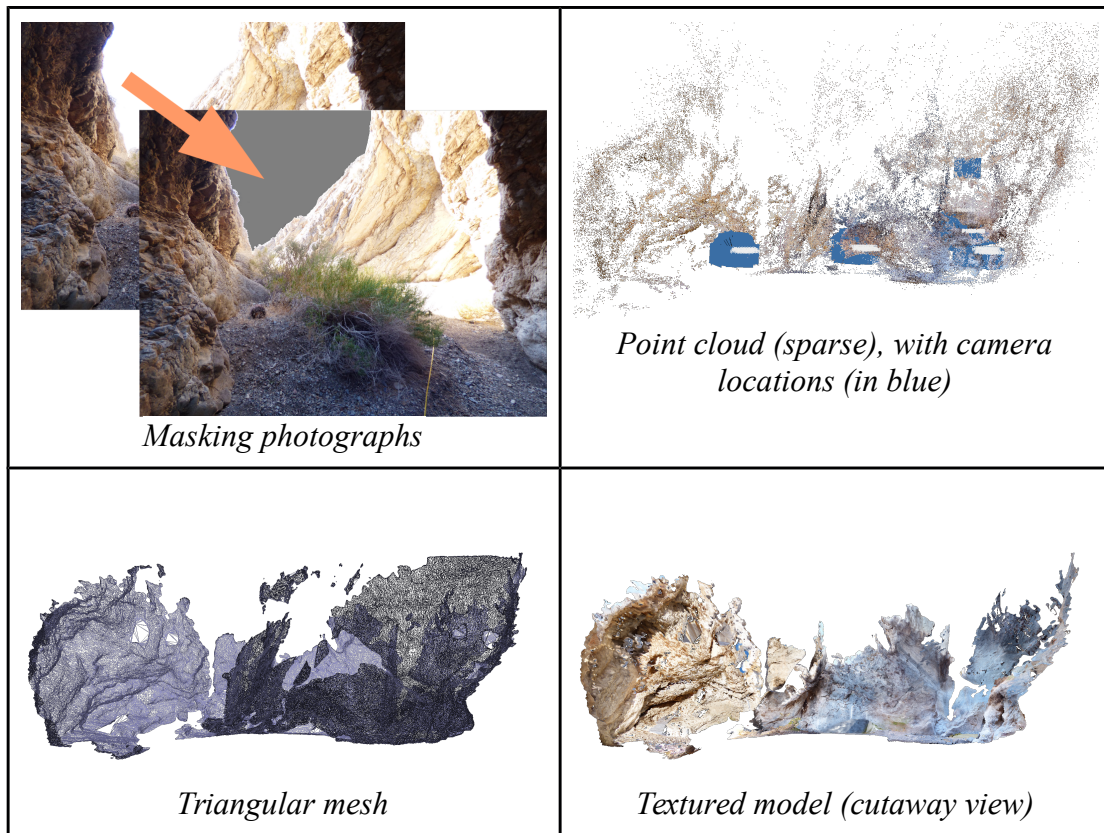 Masking photographs
Point cloud (sparse), with camera
locations (in blue)
Triangular mesh
Textured model (cutaway view)